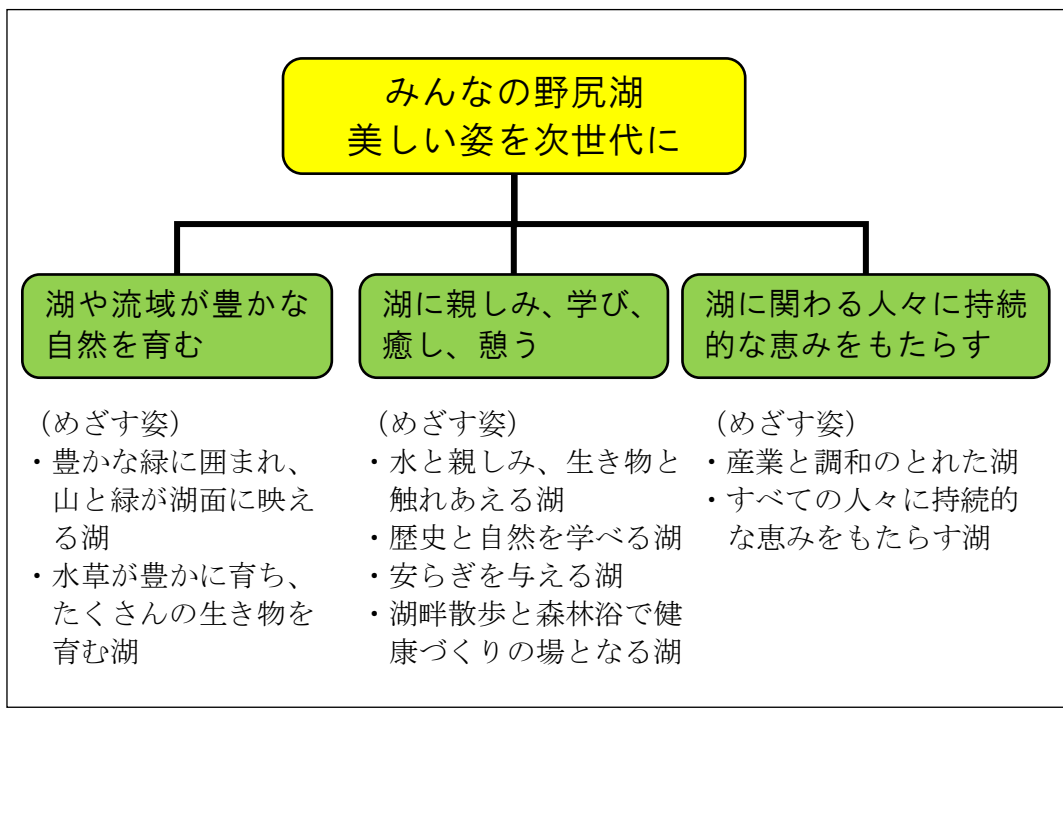 みんなの野尻湖
美しい姿を次世代に
湖や流域が豊かな
自然を育む
(めざす姿)
・豊かな緑に囲まれ、
山と緑が湖面に映え
る湖
・水草が豊かに育ち、
たくさんの生き物を
育む湖
湖に親しみ、学び、
癒し、憩う
(めざす姿)
・水と親しみ、生き物と
触れあえる湖
・歴史と自然を学べる湖
・安らぎを与える湖
・湖畔散歩と森林浴で健
康づくりの場となる湖
湖に関わる人々に持続
的な恵みをもたらす
(めざす姿)
・産業と調和のとれた湖
・すべての人々に持続的
な恵みをもたらす湖